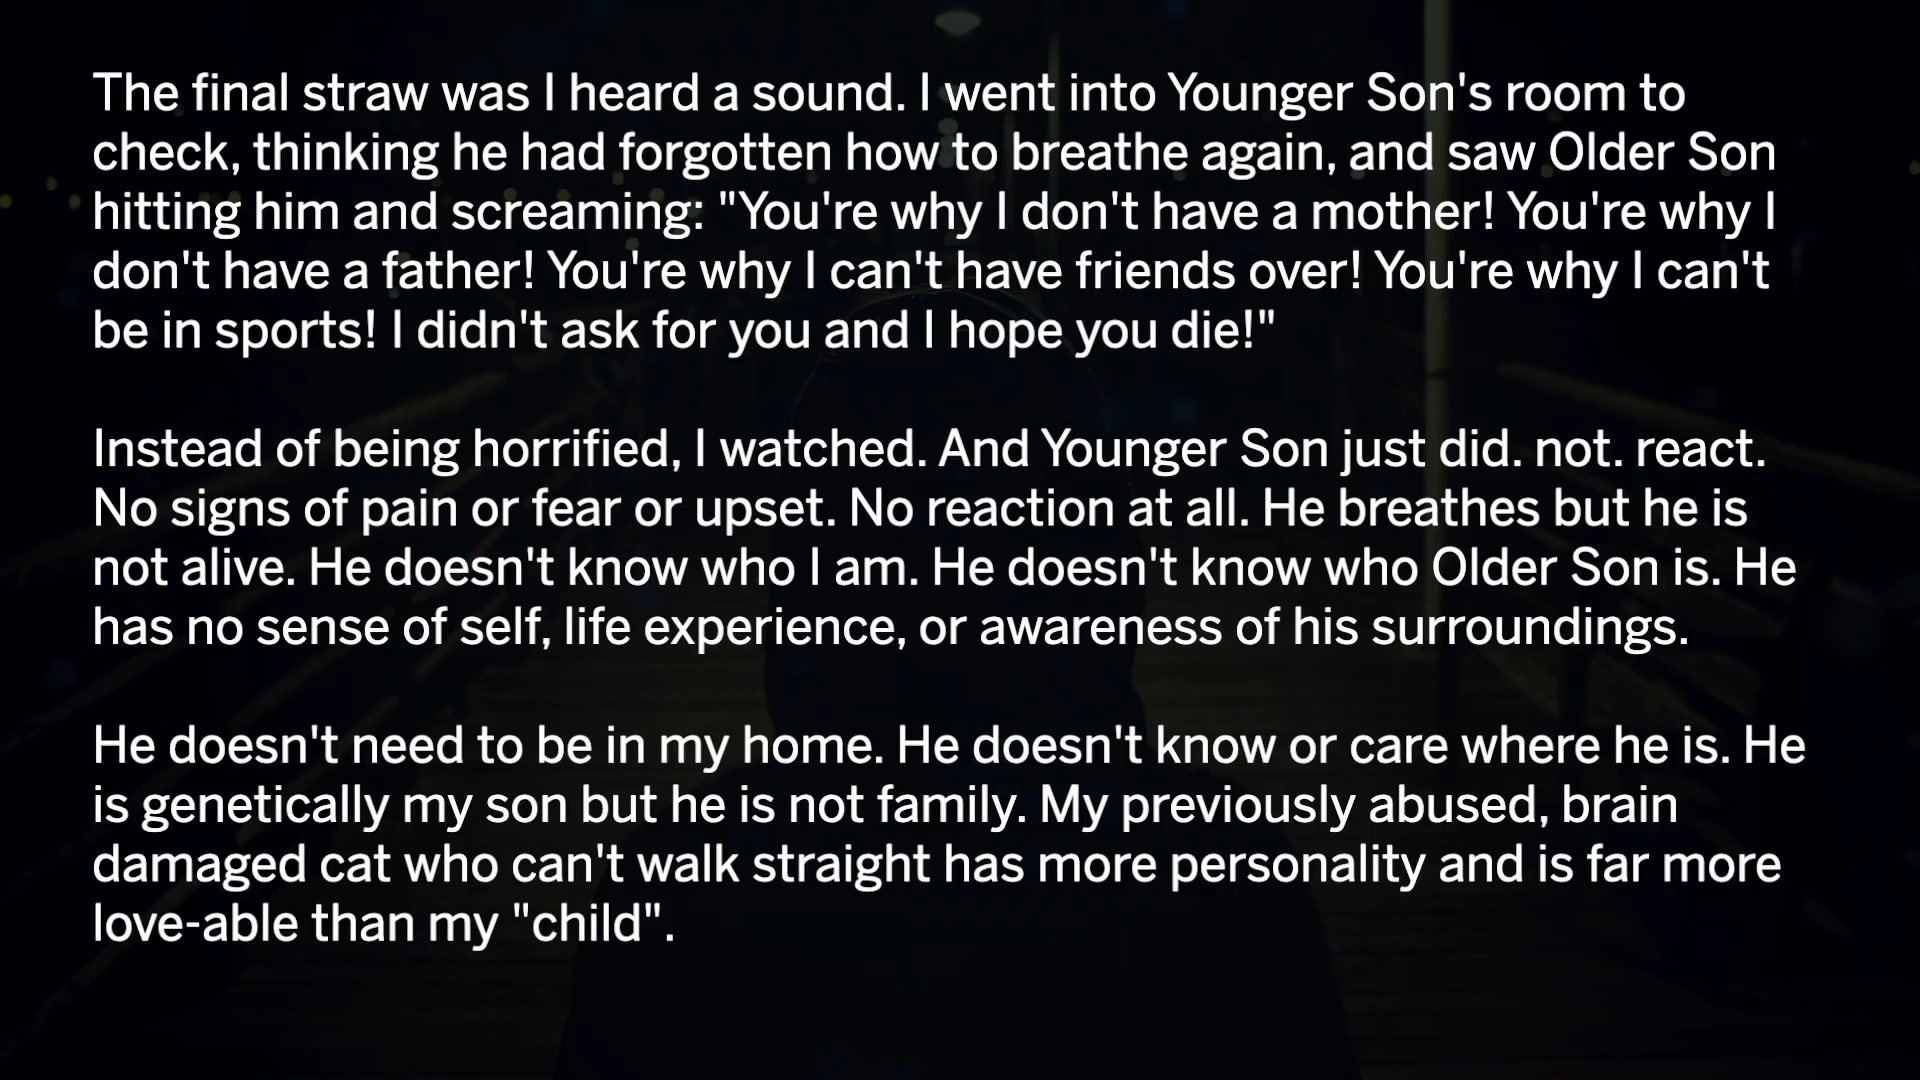 The final straw was I heard a sound. I went into Younger Son's room to
check, thinking he had forgotten how to breathe again, and saw Older Son
hitting him and screaming: "You're why I don't have a mother! You're why I
don't have a father! You're why I can't have friends over! You're why I can't
be in sports! I didn't ask for you and I hope you die!"
Instead of being horrified, I watched. And Younger Son just did. not. react.
No signs of pain or fear or upset. No reaction at all. He breathes but he is
not alive. He doesn't know who I am. He doesn't know who Older Son is. He
has no sense of self, life experience, or awareness of his surroundings.
He doesn't need to be in my home. He doesn't know or care where he is. He
is genetically my son but he is not family. My previously abused, brain
damaged cat who can't walk straight has more personality and is far more
love-able than my "child".